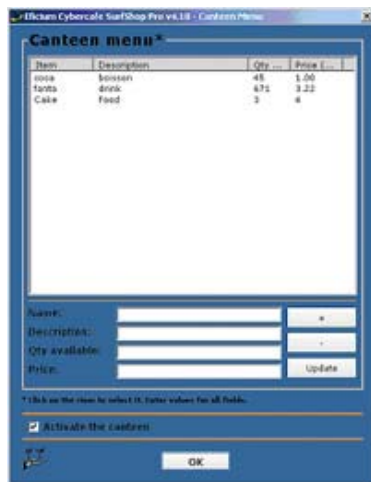 Eficium Cybercafe SurfShop Pro v4.10 - Canteen Menu
Canteen menu*
Item Description Qty ... Price (...
coca boisson 45 1.00
fanta drink 671 3.22
Cake Food 3 4
Name:
+
Description:
-
Qty available:
Price:
Update
* Click on the item to select it. Enter values for all fields.
Activate the canteen
OK